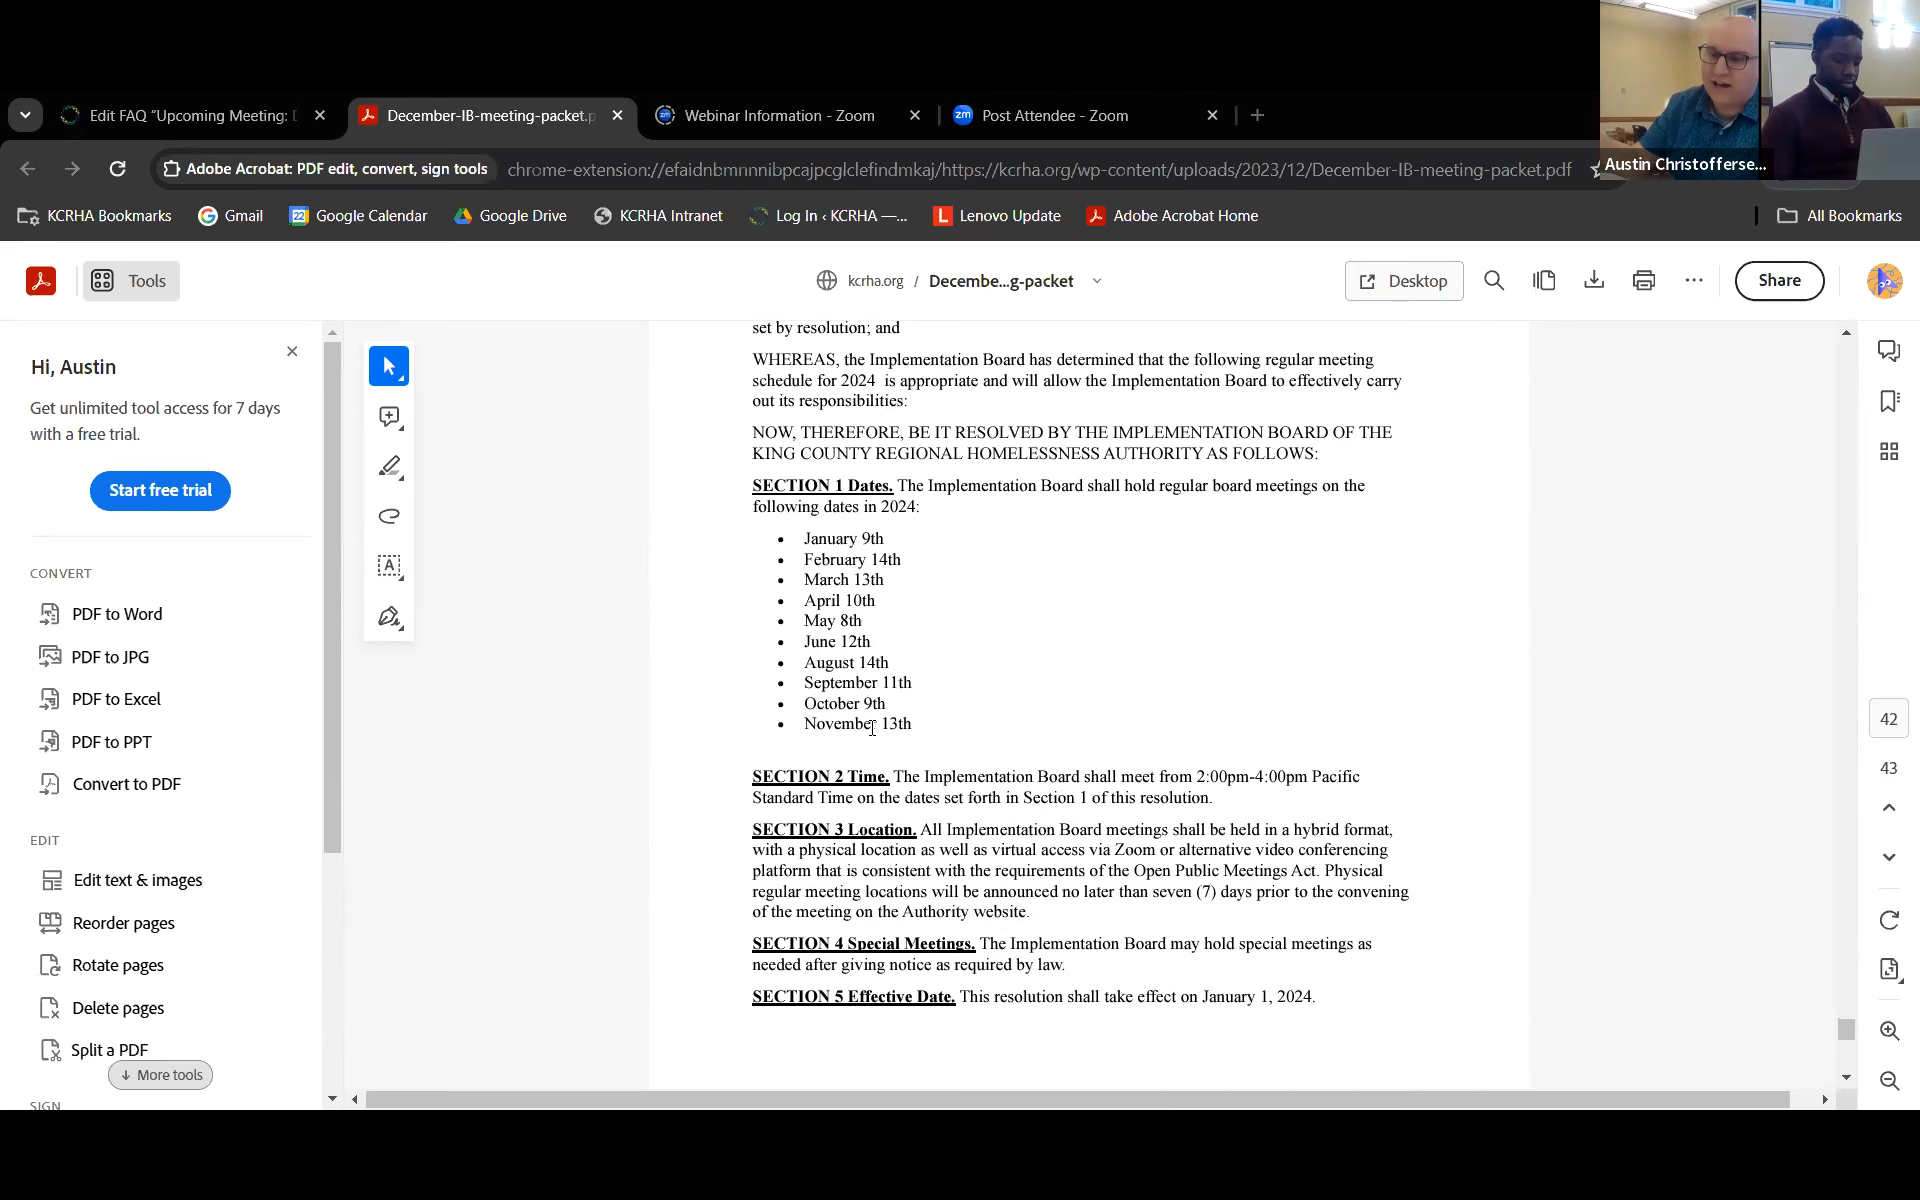 Edit FAQ “Upcoming Meeting: D
December-IB-meeting-packet.p
Webinar Information - Zoom
zm
Post Attendee - Zoom
Adobe Acrobat: PDF edit, convert, sign tools
chrome-extension://efaidnbmnnnibpcajpcglclefindmkaj/https://kcrha.org/wp-content/uploads/2023/12/December-IB-meeting-packet.pdf
Austin Christofferse...
KCRHA Bookmarks
Gmail
22
Google Calendar
Google Drive
KCRHA Intranet
Log In ‹ KCRHA —...
L
Lenovo Update
Adobe Acrobat Home
All Bookmarks
Tools
kcrha.org / Decembe...g-packet
Desktop
Share
Hi, Austin
Get unlimited tool access for 7 days
with a free trial.
Start free trial
CONVERT
PDF to Word
PDF to JPG
PDF to Excel
PDF to PPT
Convert to PDF
EDIT
Edit text & images
Reorder pages
Rotate pages
Delete pages
Split a PDF
More tools
SIGN
set by resolution; and
WHEREAS, the Implementation Board has determined that the following regular meeting
schedule for 2024 is appropriate and will allow the Implementation Board to effectively carry
out its responsibilities:
NOW, THEREFORE, BE IT RESOLVED BY THE IMPLEMENTATION BOARD OF THE
KING COUNTY REGIONAL HOMELESSNESS AUTHORITY AS FOLLOWS:
SECTION 1 Dates. The Implementation Board shall hold regular board meetings on the
following dates in 2024:
• January 9th
• February 14th
• March 13th
• April 10th
• May 8th
• June 12th
• August 14th
• September 11th
• October 9th
• November 13th
SECTION 2 Time. The Implementation Board shall meet from 2:00pm-4:00pm Pacific
Standard Time on the dates set forth in Section 1 of this resolution.
SECTION 3 Location. All Implementation Board meetings shall be held in a hybrid format,
with a physical location as well as virtual access via Zoom or alternative video conferencing
platform that is consistent with the requirements of the Open Public Meetings Act. Physical
regular meeting locations will be announced no later than seven (7) days prior to the convening
of the meeting on the Authority website.
SECTION 4 Special Meetings. The Implementation Board may hold special meetings as
needed after giving notice as required by law.
SECTION 5 Effective Date. This resolution shall take effect on January 1, 2024.
42
43